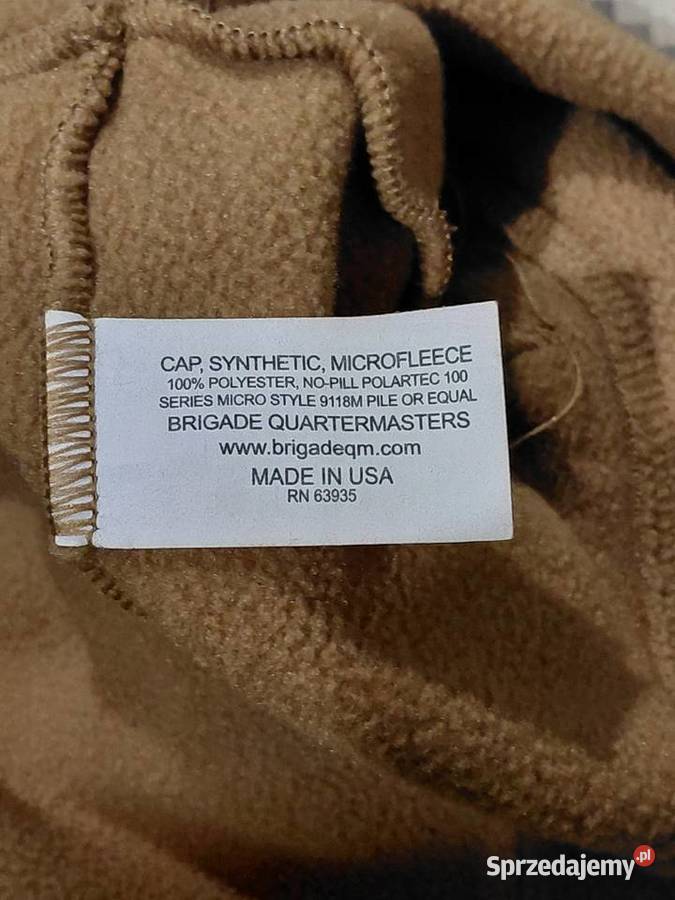 CAP, SYNTHETIC, MICROFLEECE
100% POLYESTER, NO-PILL POLARTEC 100
SERIES MICRO STYLE 9118M PILE OR EQUAL
BRIGADE QUARTERMASTERS
www.brigadeqm.com
MADE IN USA
RN 63935
Sprzedajemy.pl